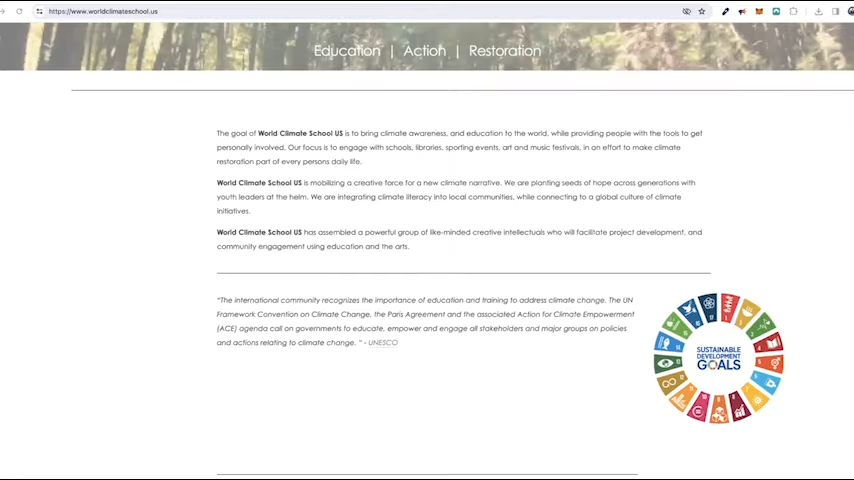 https://www.worldclimateschool.us
Education | Action | Restoration
The goal of World Climate School US is to bring climate awareness, and education to the world, while providing people with the tools to get
personally involved. Our focus is to engage with schools, libraries, sporting events, art and music festivals, in an effort to make climate
restoration part of every persons daily life.
World Climate School US is mobilizing a creative force for a new climate narrative. We are planting seeds of hope across generations with
youth leaders at the helm. We are integrating climate literacy into local communities, while connecting to a global culture of climate
initiatives.
World Climate School US has assembled a powerful group of like-minded creative intellectuals who will facilitate project development, and
community engagement using education and the arts.
"The international community recognizes the importance of education and training to address climate change. The UN
Framework Convention on Climate Change, the Paris Agreement and the associated Action for Climate Empowerment
(ACE) agenda call on governments to educate, empower and engage all stakeholders and major groups on policies
and actions relating to climate change. " - UNESCO
SUSTAINABLE
DEVELOPMENT
GOALS